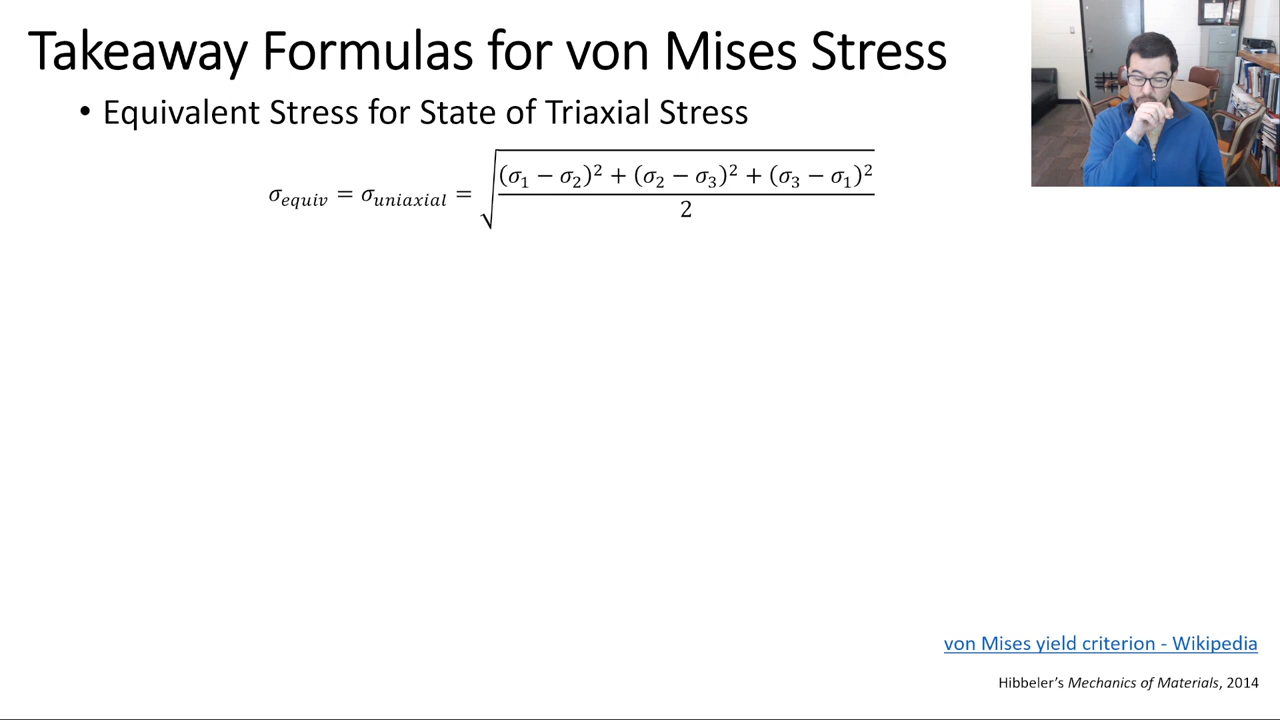 Takeaway Formulas for von Mises Stress
• Equivalent Stress for State of Triaxial Stress
σ_equiv = σ_uniaxial = √(((σ₁ − σ₂)² + (σ₂ − σ₃)² + (σ₃ − σ₁)²)/2)
von Mises yield criterion - Wikipedia
Hibbeler’s Mechanics of Materials, 2014